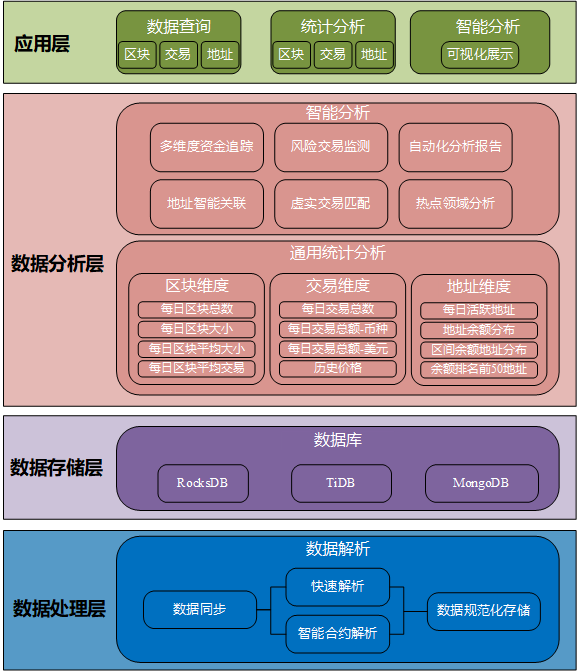 应用层
数据查询
区块 交易 地址
统计分析
区块 交易 地址
智能分析
可视化展示
数据分析层
智能分析
多维度资金追踪 风险交易监测 自动化分析报告
地址智能关联 虚实交易匹配 热点领域分析
通用统计分析
区块维度
每日区块总数
每日区块大小
每日区块平均大小
每日区块平均交易
交易维度
每日交易总数
每日交易总额-币种
每日交易总额-美元
历史价格
地址维度
每日活跃地址
地址余额分布
区间余额地址分布
余额排名前50地址
数据存储层
数据库
RocksDB TiDB MongoDB
数据处理层
数据解析
数据同步
快速解析
智能合约解析
数据规范化存储